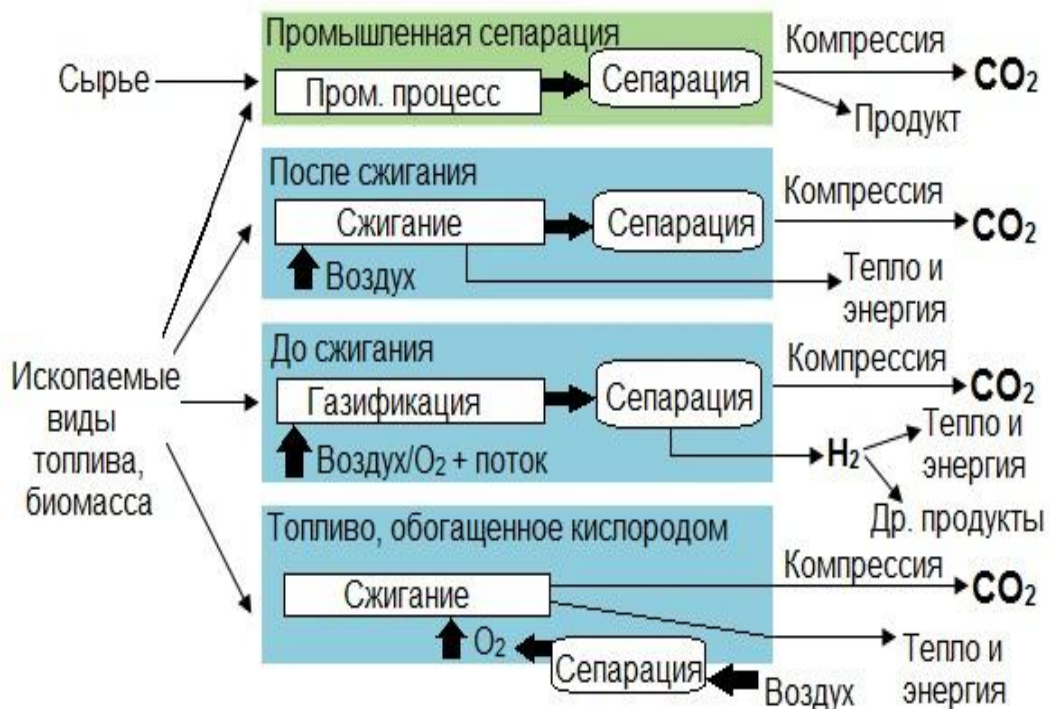 Промышленная сепарация
Сырье
Пром. процесс
Сепарация
Компрессия
CO2
Продукт
После сжигания
Сжигание
Сепарация
Компрессия
CO2
Воздух
Тепло и
энергия
До сжигания
Ископаемые
виды
топлива,
биомасса
Газификация
Сепарация
Компрессия
CO2
Воздух/O2 + поток
H2
Тепло и
энергия
Др. продукты
Топливо, обогащенное кислородом
Сжигание
Компрессия
CO2
O2
Сепарация
Воздух
Тепло и
энергия